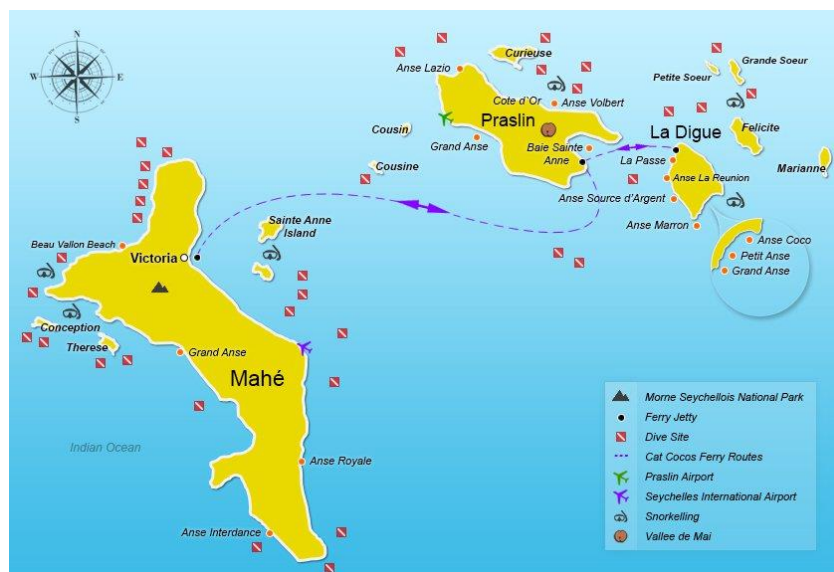 N
W
E
S
Curieuse
Anse Lazio
Grande Soeur
Petite Soeur
Cote d`Or
Anse Volbert
Praslin
Cousin
Grand Anse
Baie Sainte
Anne
Cousine
La Digue
Felicite
La Passe
Marianne
Anse La Reunion
Anse Source d'Argent
Anse Marron
Anse Coco
Petit Anse
Grand Anse
Sainte Anne
Island
Beau Vallon Beach
Victoria
Conception
Therese
Grand Anse
Mahé
Indian Ocean
Anse Royale
Anse Interdance
Morne Seychellois National Park
Ferry Jetty
Dive Site
Cat Cocos Ferry Routes
Praslin Airport
Seychelles International Airport
Snorkelling
Vallee de Mai